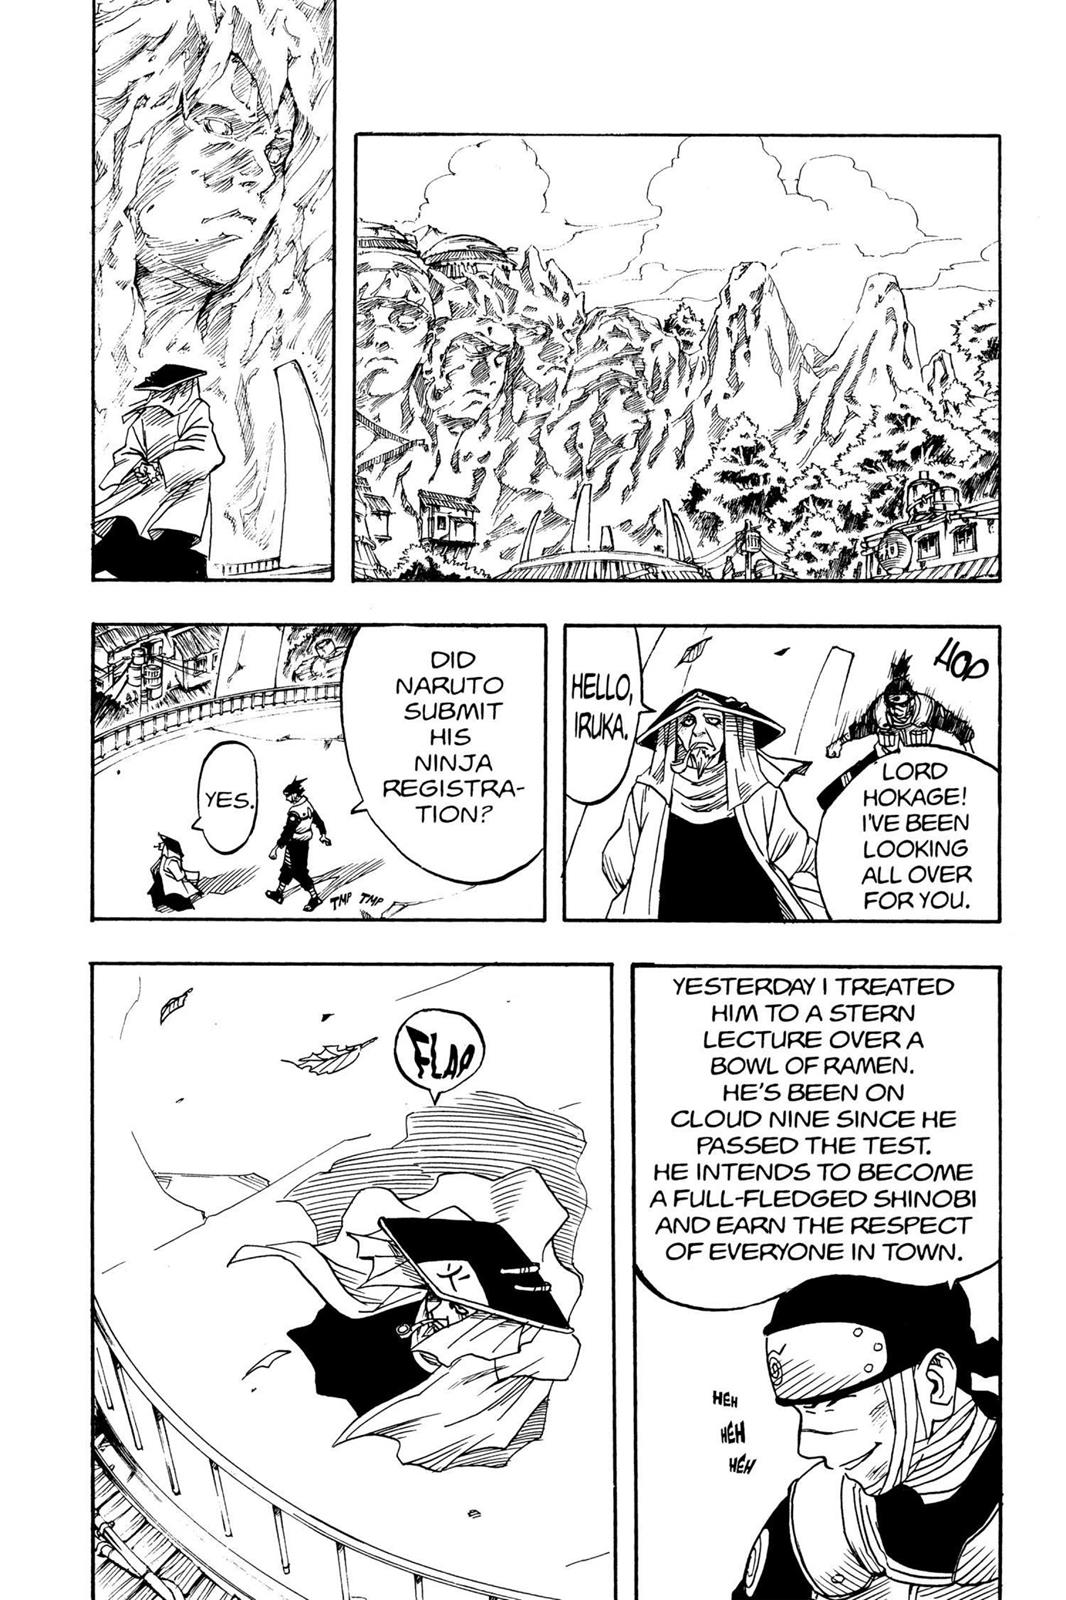 HOP
LORD
HOKAGE!
I'VE BEEN
LOOKING
ALL OVER
FOR YOU.
HELLO,
IRUKA.
DID
NARUTO
SUBMIT
HIS
NINJA
REGISTRA-
TION?
YES.
TMP TMP
YESTERDAY I TREATED
HIM TO A STERN
LECTURE OVER A
BOWL OF RAMEN.
HE'S BEEN ON
CLOUD NINE SINCE HE
PASSED THE TEST.
HE INTENDS TO BECOME
A FULL-FLEDGED SHINOBI
AND EARN THE RESPECT
OF EVERYONE IN TOWN.
HEH
HEH
HEH
FLAP